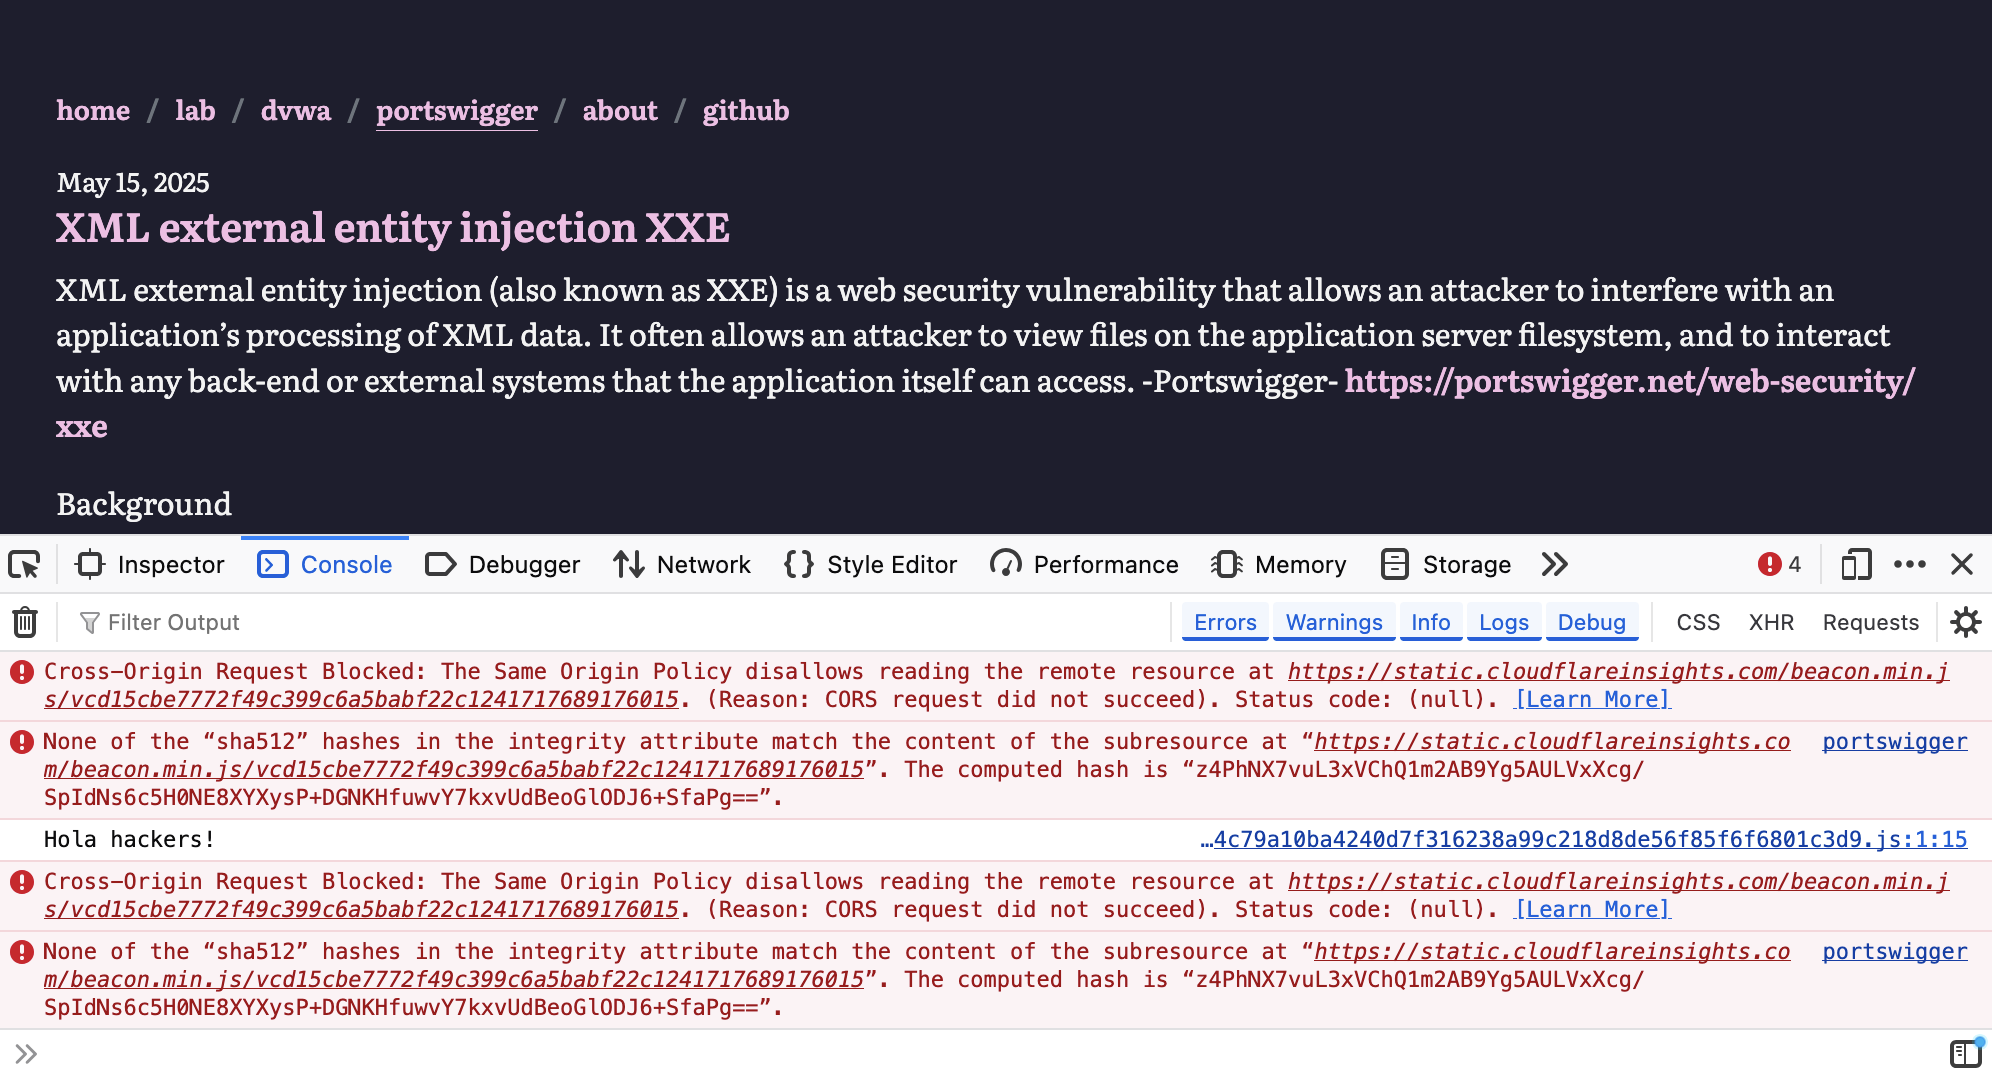 home / lab / dvwa / portswigger / about / github
May 15, 2025
XML external entity injection XXE
XML external entity injection (also known as XXE) is a web security vulnerability that allows an attacker to interfere with an
application’s processing of XML data. It often allows an attacker to view files on the application server filesystem, and to interact
with any back-end or external systems that the application itself can access. -Portswigger- https://portswigger.net/web-security/
xxe
Background
Inspector Console Debugger Network Style Editor Performance Memory Storage 4
Filter Output Errors Warnings Info Logs Debug CSS XHR Requests
Cross-Origin Request Blocked: The Same Origin Policy disallows reading the remote resource at https://static.cloudflareinsights.com/beacon.min.j
s/vcd15cbe7772f49c399c6a5babf22c1241717689176015. (Reason: CORS request did not succeed). Status code: (null). [Learn More]
None of the “sha512” hashes in the integrity attribute match the content of the subresource at “https://static.cloudflareinsights.co portswigger
m/beacon.min.js/vcd15cbe7772f49c399c6a5babf22c1241717689176015”. The computed hash is “z4PhNX7vuL3xVChQ1m2AB9Yg5AULVxXcg/
SpIdNs6c5H0NE8XYXysP+DGNKHfuwvY7kxvUdBeoGlODJ6+SfaPg==”.
Hola hackers! …4c79a10ba4240d7f316238a99c218d8de56f85f6f6801c3d9.js:1:15
Cross-Origin Request Blocked: The Same Origin Policy disallows reading the remote resource at https://static.cloudflareinsights.com/beacon.min.j
s/vcd15cbe7772f49c399c6a5babf22c1241717689176015. (Reason: CORS request did not succeed). Status code: (null). [Learn More]
None of the “sha512” hashes in the integrity attribute match the content of the subresource at “https://static.cloudflareinsights.co portswigger
m/beacon.min.js/vcd15cbe7772f49c399c6a5babf22c1241717689176015”. The computed hash is “z4PhNX7vuL3xVChQ1m2AB9Yg5AULVxXcg/
SpIdNs6c5H0NE8XYXysP+DGNKHfuwvY7kxvUdBeoGlODJ6+SfaPg==”.